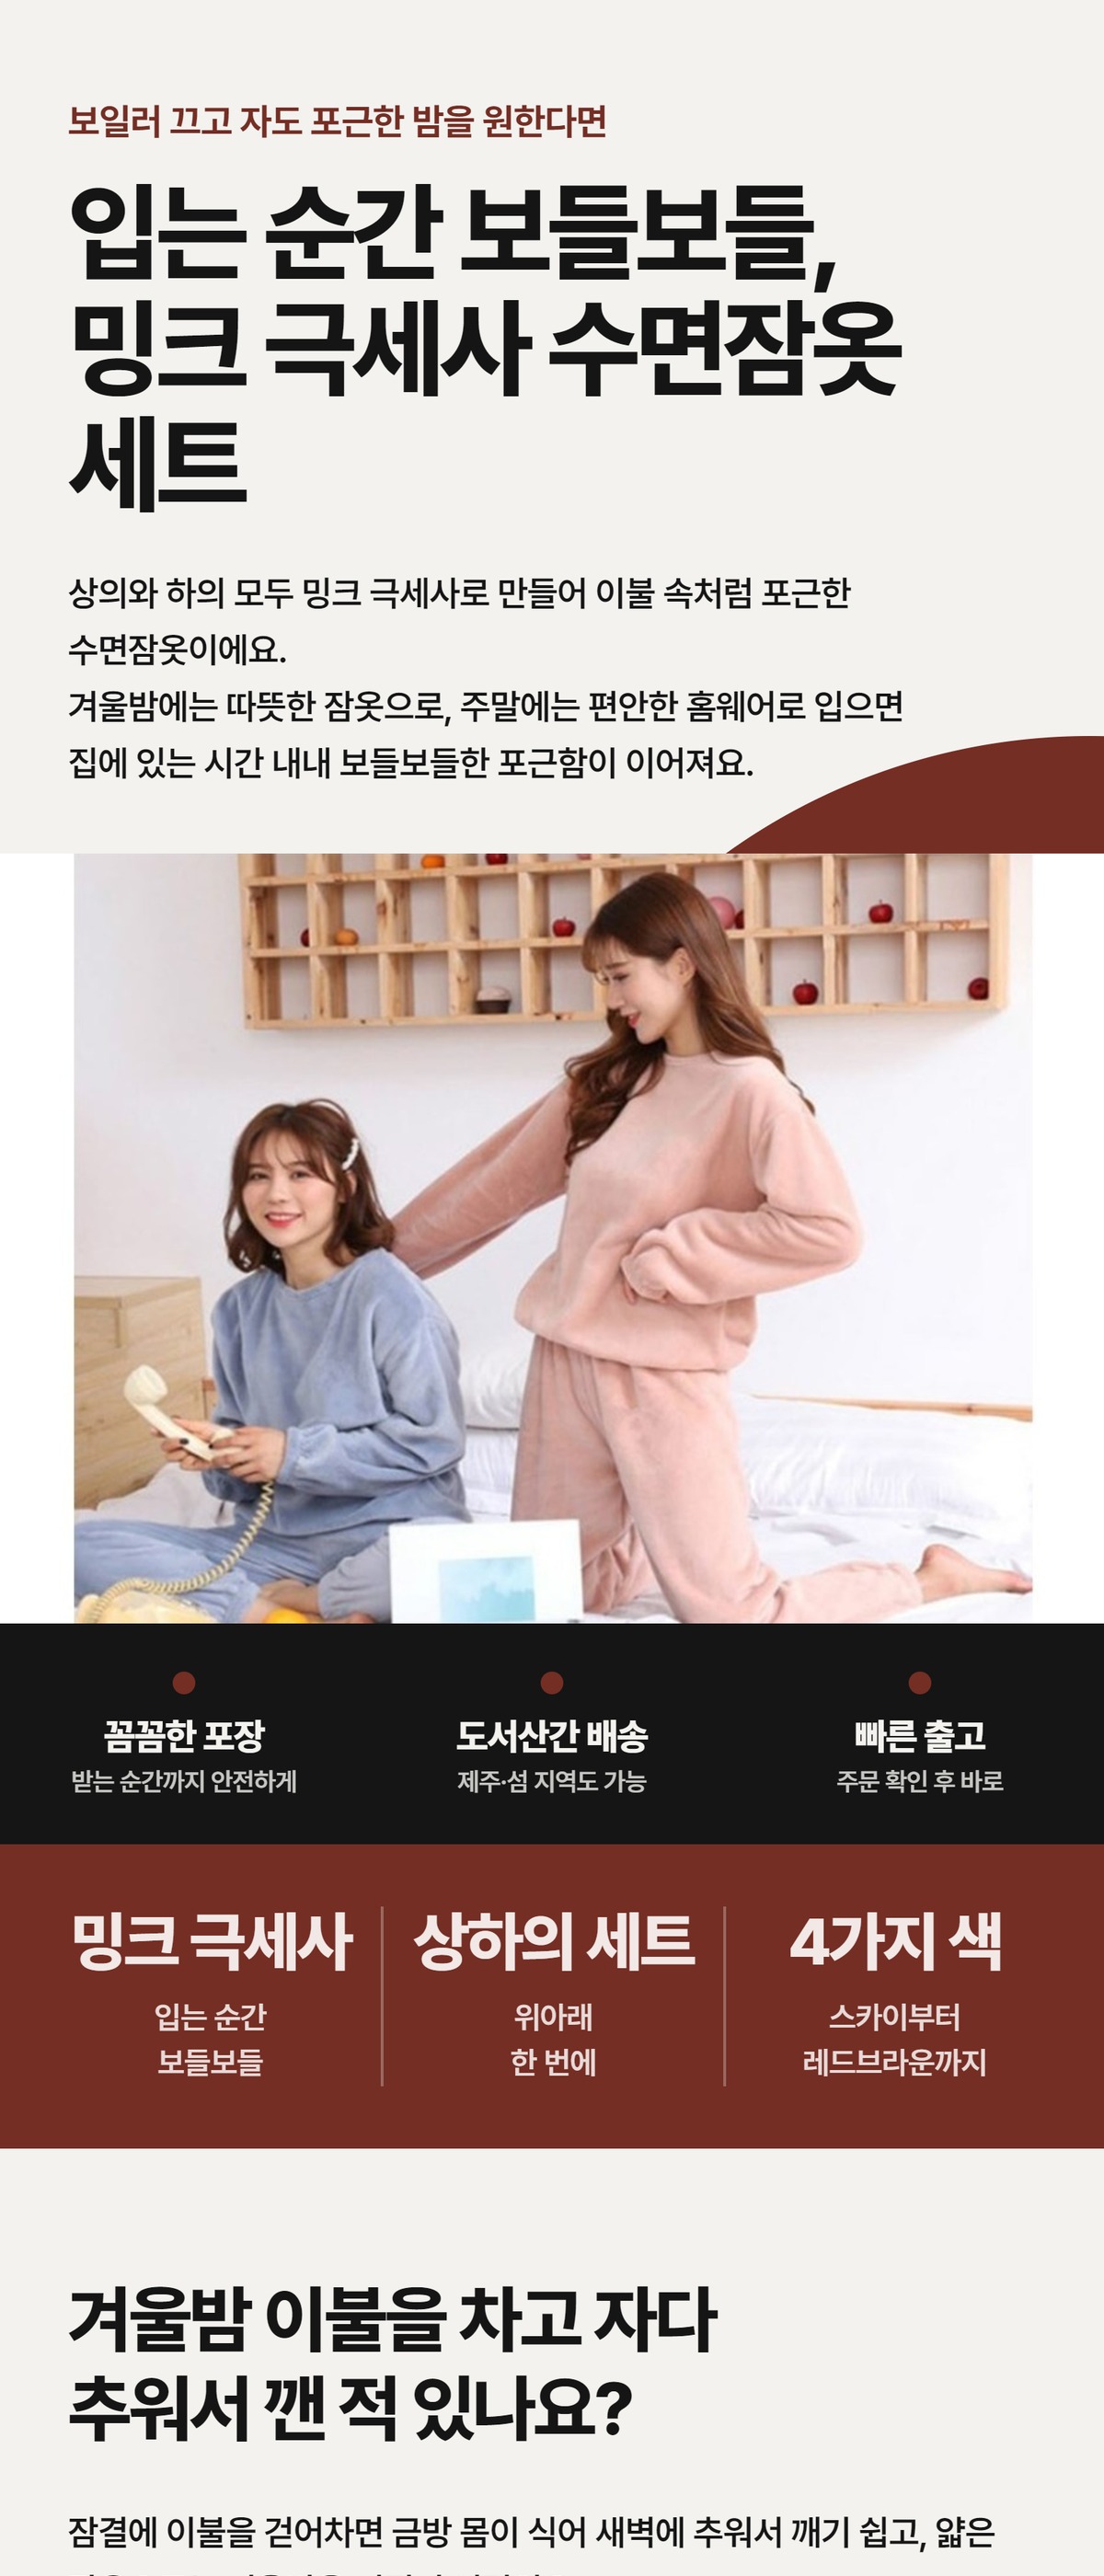 보일러 끄고 자도 포근한 밤을 원한다면
입는 순간 보들보들,
밍크 극세사 수면잠옷
세트
상의와 하의 모두 밍크 극세사로 만들어 이불 속처럼 포근한
수면잠옷이에요.
겨울밤에는 따뜻한 잠옷으로, 주말에는 편안한 홈웨어로 입으면
집에 있는 시간 내내 보들보들한 포근함이 이어져요.
꼼꼼한 포장
받는 순간까지 안전하게
도서산간 배송
제주·섬 지역도 가능
빠른 출고
주문 확인 후 바로
밍크 극세사
입는 순간
보들보들
상하의 세트
위아래
한 번에
4가지 색
스카이부터
레드브라운까지
겨울밤 이불을 차고 자다
추워서 깬 적 있나요?
잠결에 이불을 걷어차면 금방 몸이 식어 새벽에 추워서 깨기 쉽고, 얇은